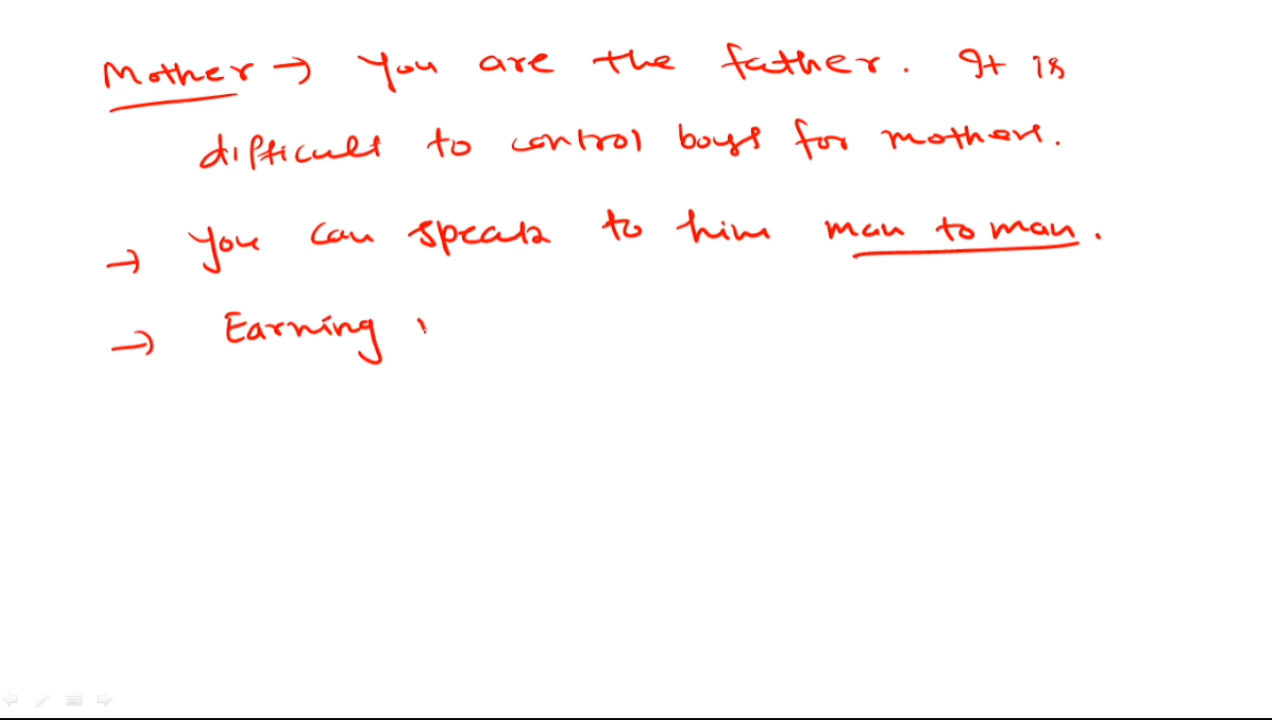 Mother → You are the father. It is
difficult to control boys for mothers.
→ You can speak to him man to man.
→ Earning